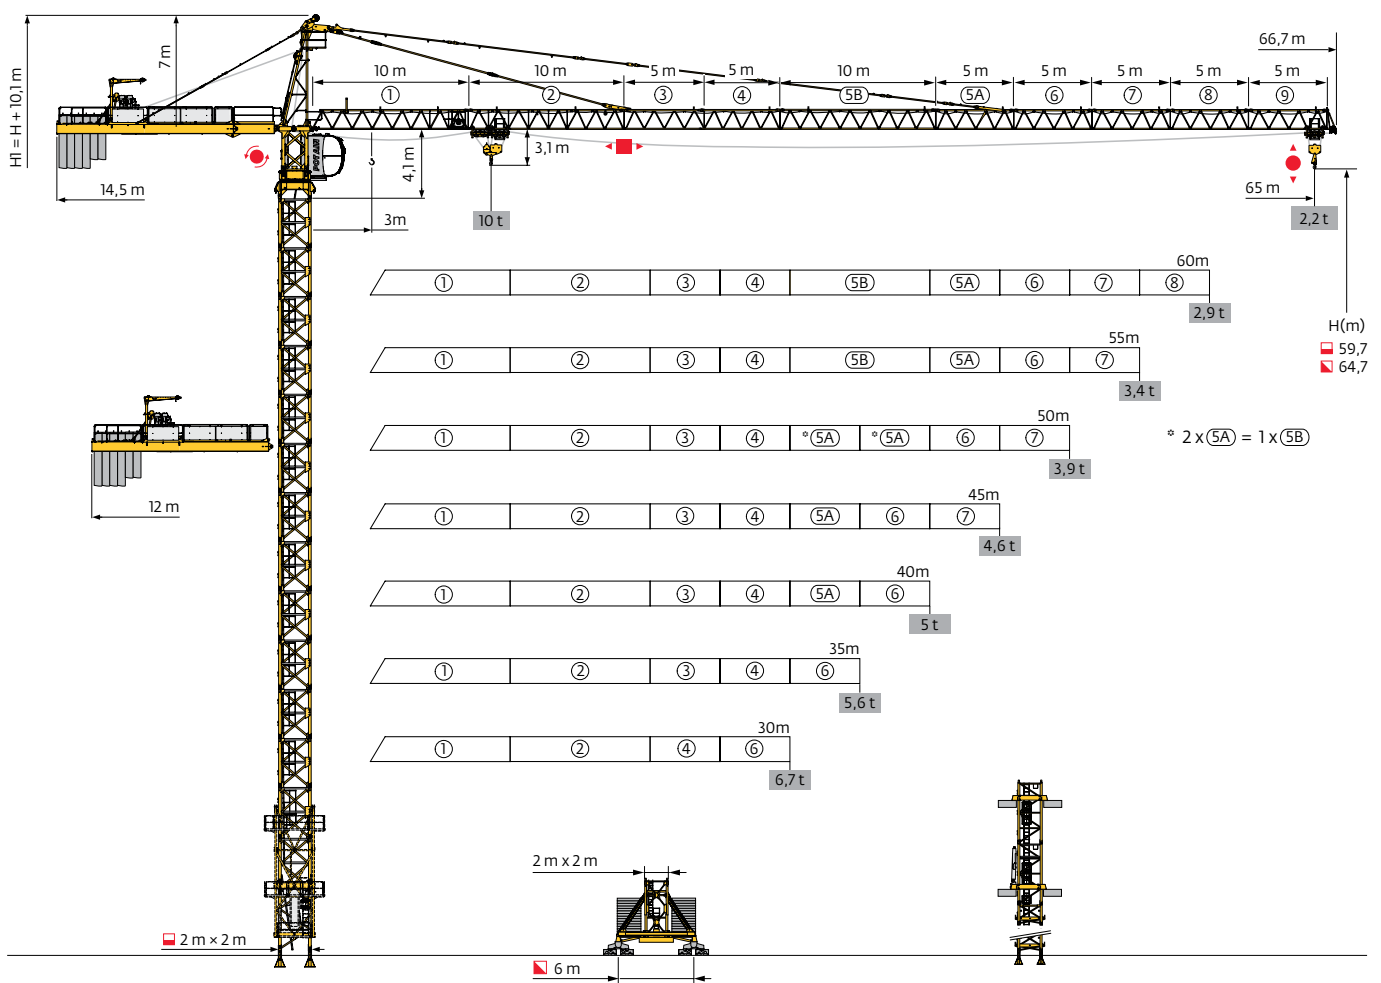 H1 = H + 10,1 m
7 m
66,7 m
10 m 10 m 5 m 5 m 10 m 5 m 5 m 5 m 5 m 5 m
① ② ③ ④ 5B 5A ⑥ ⑦ ⑧ ⑨
POTAIN
3,1 m
4,1 m
14,5 m
65 m
3m
10 t
2,2 t
60m
① ② ③ ④ 5B 5A ⑥ ⑦ ⑧
2,9 t
H(m)
59,7
64,7
55m
① ② ③ ④ 5B 5A ⑥ ⑦
3,4 t
50m
① ② ③ ④ *5A *5A ⑥ ⑦
* 2 x 5A = 1 x 5B
3,9 t
12 m
45m
① ② ③ ④ 5A ⑥ ⑦
4,6 t
40m
① ② ③ ④ 5A ⑥
5 t
35m
① ② ③ ④ ⑥
5,6 t
30m
① ② ④ ⑥
6,7 t
2 m x 2 m
2 m × 2 m
6 m